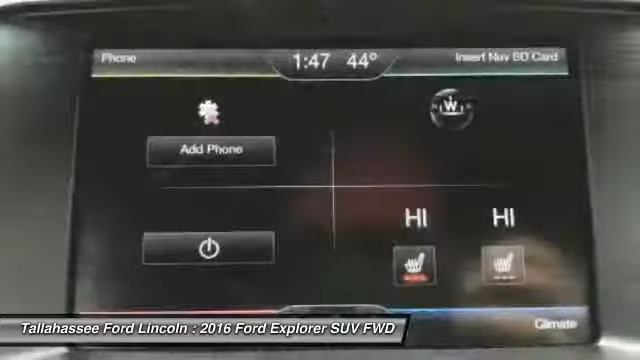 Phone
1:47 44°
Insert Nav SD Card
W
Add Phone
HI HI
Climate
Tallahassee Ford Lincoln : 2016 Ford Explorer SUV FWD